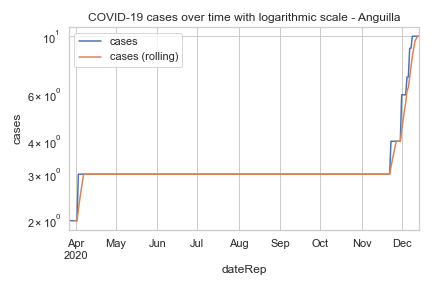 COVID-19 cases over time with logarithmic scale - Anguilla
cases
cases (rolling)
10¹
6 × 10⁰
4 × 10⁰
3 × 10⁰
2 × 10⁰
cases
Apr May Jun Jul Aug Sep Oct Nov Dec
2020
dateRep